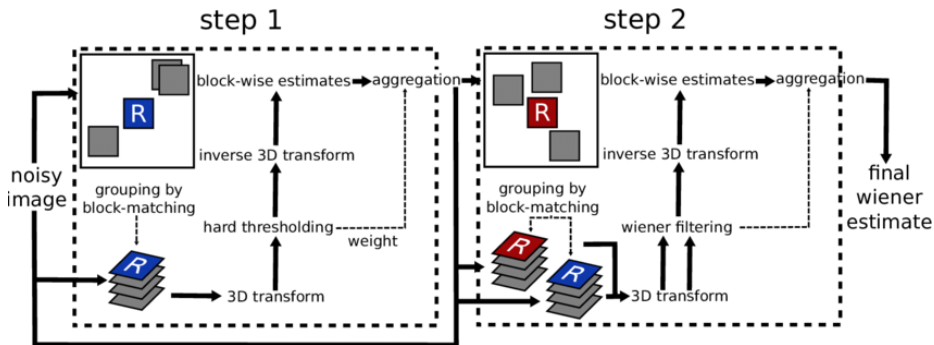 step 1
step 2
R
block-wise estimates
aggregation
inverse 3D transform
noisy
image
grouping by
block-matching
hard thresholding
weight
R
3D transform
R
block-wise estimates
aggregation
inverse 3D transform
grouping by
block-matching
wiener filtering
R
R
3D transform
final
wiener
estimate